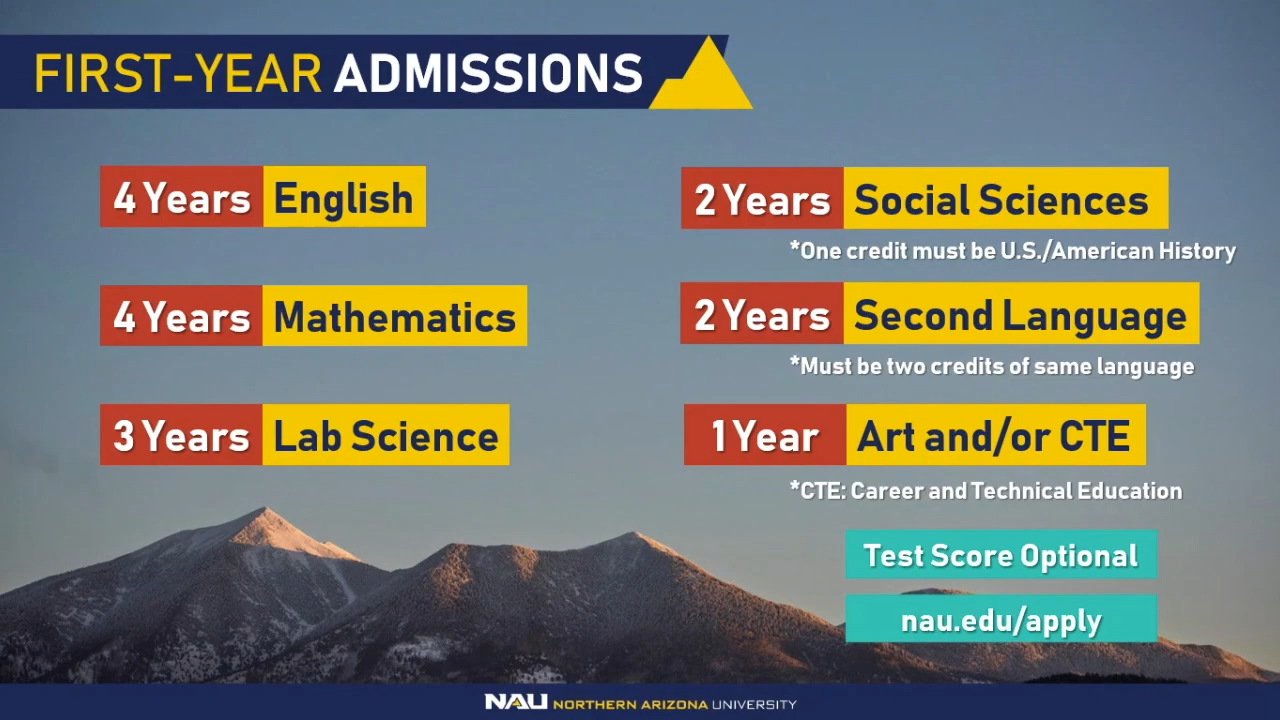 FIRST-YEAR ADMISSIONS
4 Years English
4 Years Mathematics
3 Years Lab Science
2 Years Social Sciences
*One credit must be U.S./American History
2 Years Second Language
*Must be two credits of same language
1 Year Art and/or CTE
*CTE: Career and Technical Education
Test Score Optional
nau.edu/apply
NAU NORTHERN ARIZONA UNIVERSITY